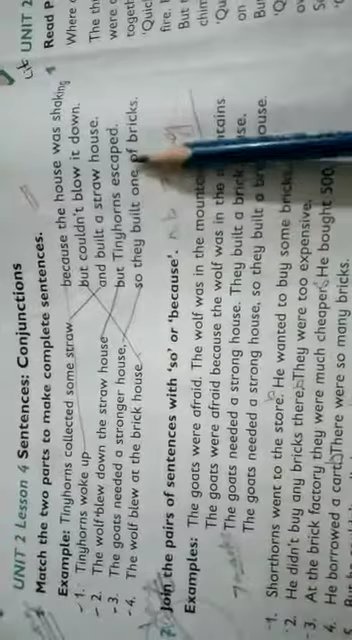 UNIT 2 Lesson 4 Sentences: Conjunctions
Match the two parts to make complete sentences.
Example: Tinyhorns collected some straw because the house was shaking
1. Tinyhorns woke up but couldn't blow it down.
2. The wolf blew down the straw house and built a straw house.
3. The goats needed a stronger house. but Tinyhorns escaped.
4. The wolf blew at the brick house so they built one of bricks.
Join the pairs of sentences with 'so' or 'because'.
Examples: The goats were afraid. The wolf was in the
The goats were afraid because the wolf was in the
The goats needed a strong house. They built a brick
The goats needed a strong house, so they built a
1. Shorthorns went to the store. He wanted to buy some
2. He didn't buy any bricks there. They were too expensive.
3. At the brick factory they were much cheaper. He bought 500
4. He borrowed a cart. There were so many bricks.
UNIT 2
Read
Where
The
were
'Quick
fire.
But